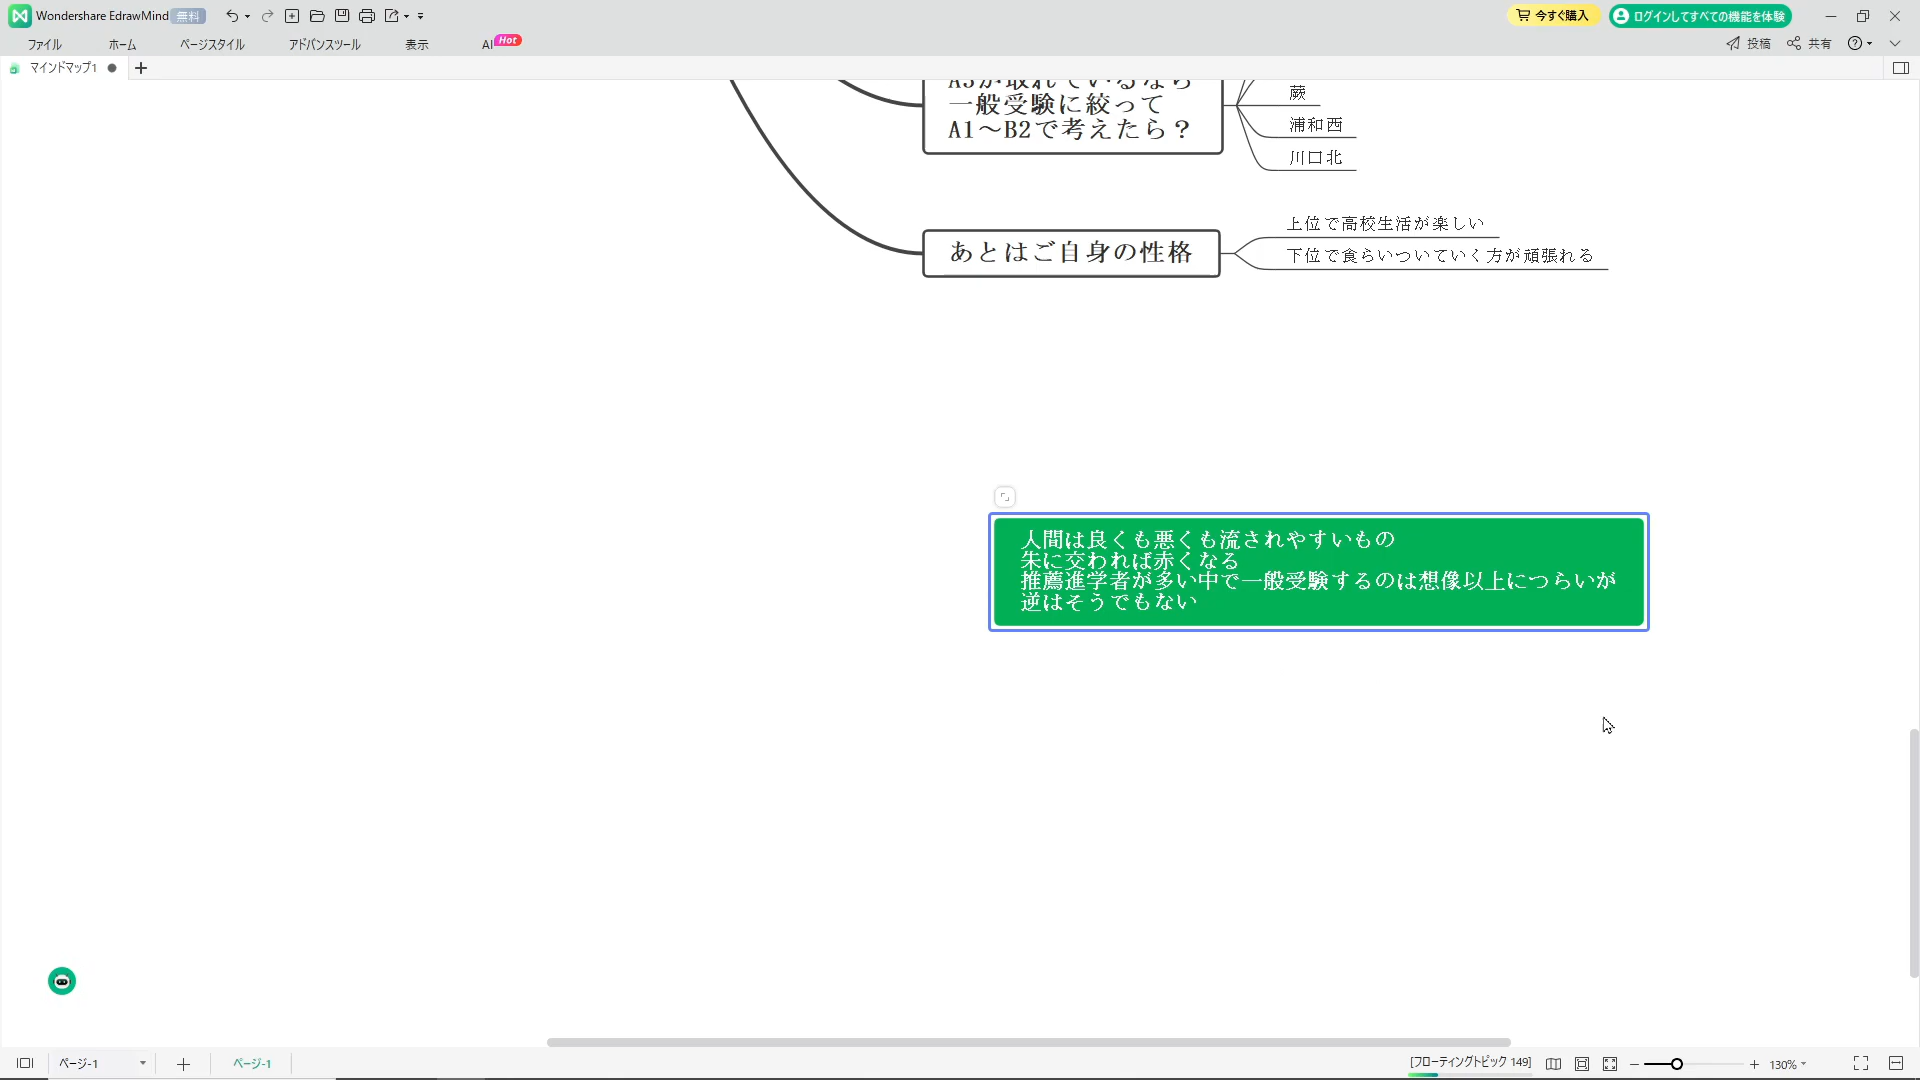 Wondershare EdrawMind 無料
今すぐ購入
ログインしてすべての機能を体験
ファイル ホーム ページスタイル アドバンスツール 表示 AI Hot
投稿 共有
マインドマップ1
A3が取れているなら
一般受験に絞って
A1～B2で考えたら？
蕨
浦和西
川口北
あとはご自身の性格
上位で高校生活が楽しい
下位で食らいついていく方が頑張れる
人間は良くも悪くも流されやすいもの
朱に交われば赤くなる
推薦進学者が多い中で一般受験するのは想像以上につらいが
逆はそうでもない
ページ-1 ページ-1
[フローティングトピック 149] 130%